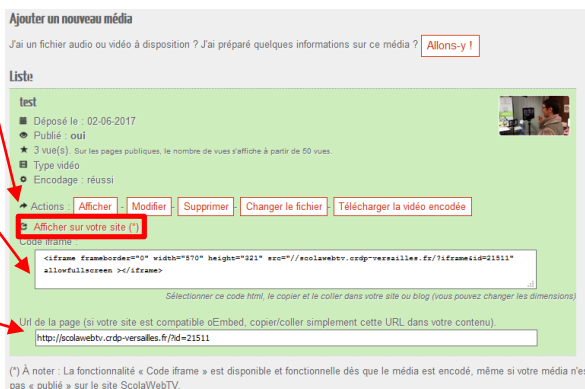 Ajouter un nouveau média
J'ai un fichier audio ou vidéo à disposition ? J'ai préparé quelques informations sur ce média ? Allons-y !
Liste
test
Déposé le : 02-06-2017
Publié : oui
3 vue(s). Sur les pages publiques, le nombre de vues s'affiche à partir de 50 vues.
Type vidéo
Encodage : réussi
Actions : Afficher - Modifier - Supprimer - Changer le fichier - Télécharger la vidéo encodée
Afficher sur votre site (*)
Code iframe :
<iframe frameborder="0" width="570" height="321" src="//scolawebtv.crdp-versailles.fr/?iframe&id=21511"
allowfullscreen ></iframe>
Sélectionner ce code html, le copier et le coller dans votre site ou blog (vous pouvez changer les dimensions)
Url de la page (si votre site est compatible oEmbed, copier/coller simplement cette URL dans votre contenu).
http://scolawebtv.crdp-versailles.fr/?id=21511
(*) À noter : La fonctionnalité « Code iframe » est disponible et fonctionnelle dès que le média est encodé, même si votre média n'es
pas « publié » sur le site ScolaWebTV.